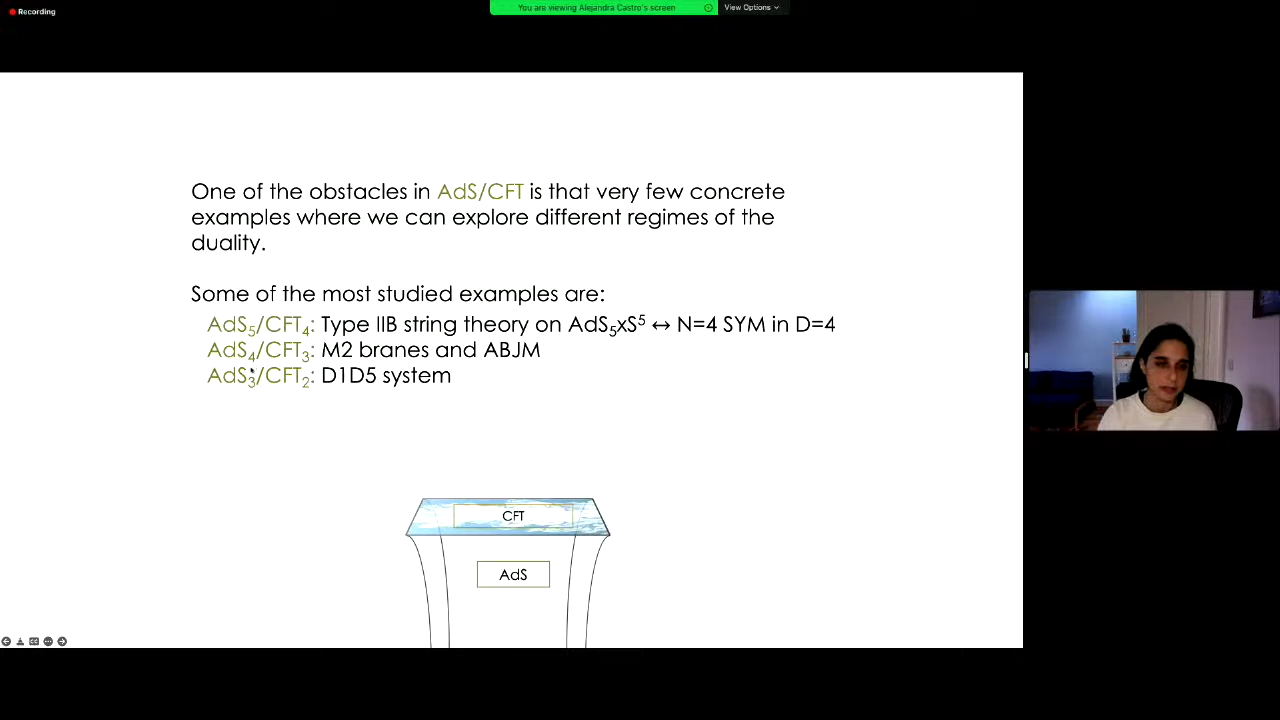 Recording
You are viewing Alejandra Castro's screen
View Options
One of the obstacles in AdS/CFT is that very few concrete
examples where we can explore different regimes of the
duality.
Some of the most studied examples are:
AdS₅/CFT₄: Type IIB string theory on AdS₅xS⁵ ↔ N=4 SYM in D=4
AdS₄/CFT₃: M2 branes and ABJM
AdS₃/CFT₂: D1D5 system
CFT
AdS